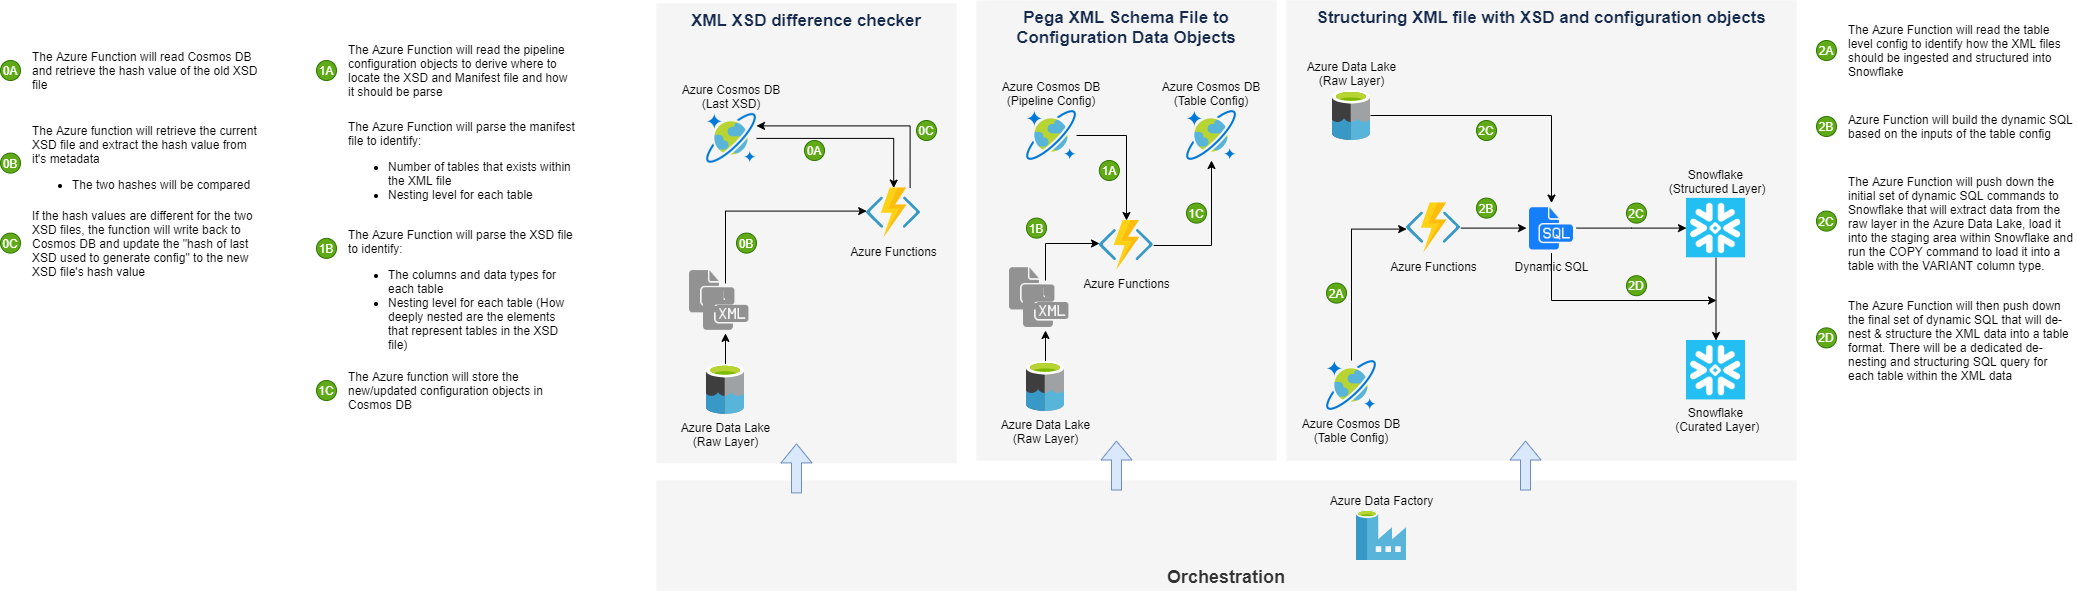 0A
The Azure Function will read Cosmos DB
and retrieve the hash value of the old XSD
file
0B
The Azure function will retrieve the current
XSD file and extract the hash value from
it's metadata
• The two hashes will be compared
0C
If the hash values are different for the two
XSD files, the function will write back to
Cosmos DB and update the "hash of last
XSD used to generate config" to the new
XSD file's hash value
1A
The Azure Function will read the pipeline
configuration objects to derive where to
locate the XSD and Manifest file and how
it should be parse
The Azure Function will parse the manifest
file to identify:
• Number of tables that exists within
the XML file
• Nesting level for each table
1B
The Azure Function will parse the XSD file
to identify:
• The columns and data types for
each table
• Nesting level for each table (How
deeply nested are the elements
that represent tables in the XSD
file)
1C
The Azure function will store the
new/updated configuration objects in
Cosmos DB
XML XSD difference checker
Azure Cosmos DB
(Last XSD)
0C
0A
0B
Azure Functions
XML
Azure Data Lake
(Raw Layer)
Pega XML Schema File to
Configuration Data Objects
Azure Cosmos DB
(Pipeline Config)
Azure Cosmos DB
(Table Config)
1A
1C
1B
Azure Functions
XML
Azure Data Lake
(Raw Layer)
Structuring XML file with XSD and configuration objects
Azure Data Lake
(Raw Layer)
2C
Snowflake
(Structured Layer)
2B
2C
SQL
Azure Functions
Dynamic SQL
2A
2D
Azure Cosmos DB
(Table Config)
Snowflake
(Curated Layer)
Azure Data Factory
Orchestration
2A
The Azure Function will read the table
level config to identify how the XML files
should be ingested and structured into
Snowflake
2B
Azure Function will build the dynamic SQL
based on the inputs of the table config
2C
The Azure Function will push down the
initial set of dynamic SQL commands to
Snowflake that will extract data from the
raw layer in the Azure Data Lake, load it
into the staging area within Snowflake and
run the COPY command to load it into a
table with the VARIANT column type.
2D
The Azure Function will then push down
the final set of dynamic SQL that will de-
nest & structure the XML data into a table
format. There will be a dedicated de-
nesting and structuring SQL query for
each table within the XML data